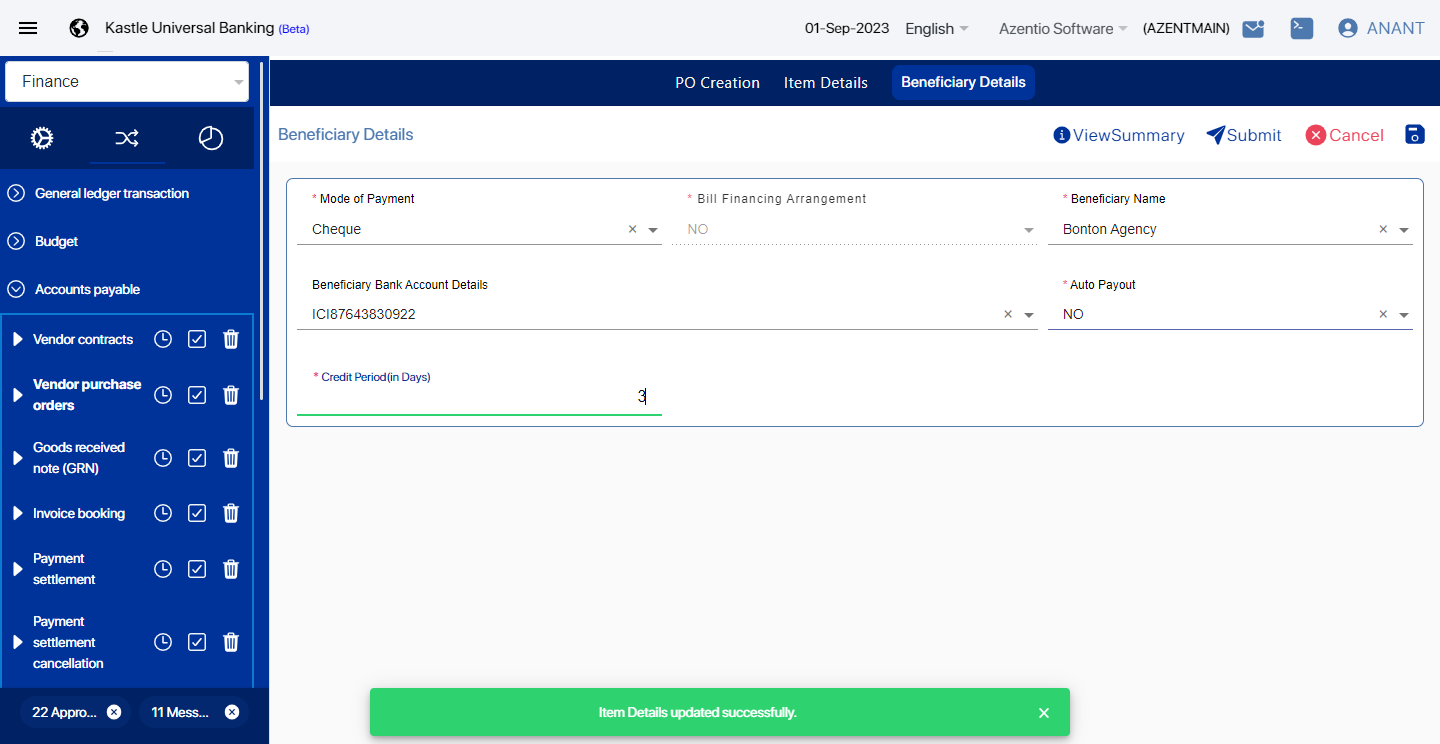 Kastle Universal Banking (Beta)
01-Sep-2023
English
Azentio Software
(AZENTMAIN)
ANANT
Finance
PO Creation
Item Details
Beneficiary Details
Beneficiary Details
ViewSummary
Submit
Cancel
General ledger transaction
Budget
Accounts payable
Vendor contracts
Vendor purchase
orders
Goods received
note (GRN)
Invoice booking
Payment
settlement
Payment
settlement
cancellation
22 Appro...
11 Mess...
* Mode of Payment
Cheque
* Bill Financing Arrangement
NO
* Beneficiary Name
Bonton Agency
Beneficiary Bank Account Details
ICI87643830922
* Auto Payout
NO
* Credit Period(in Days)
3
Item Details updated successfully.